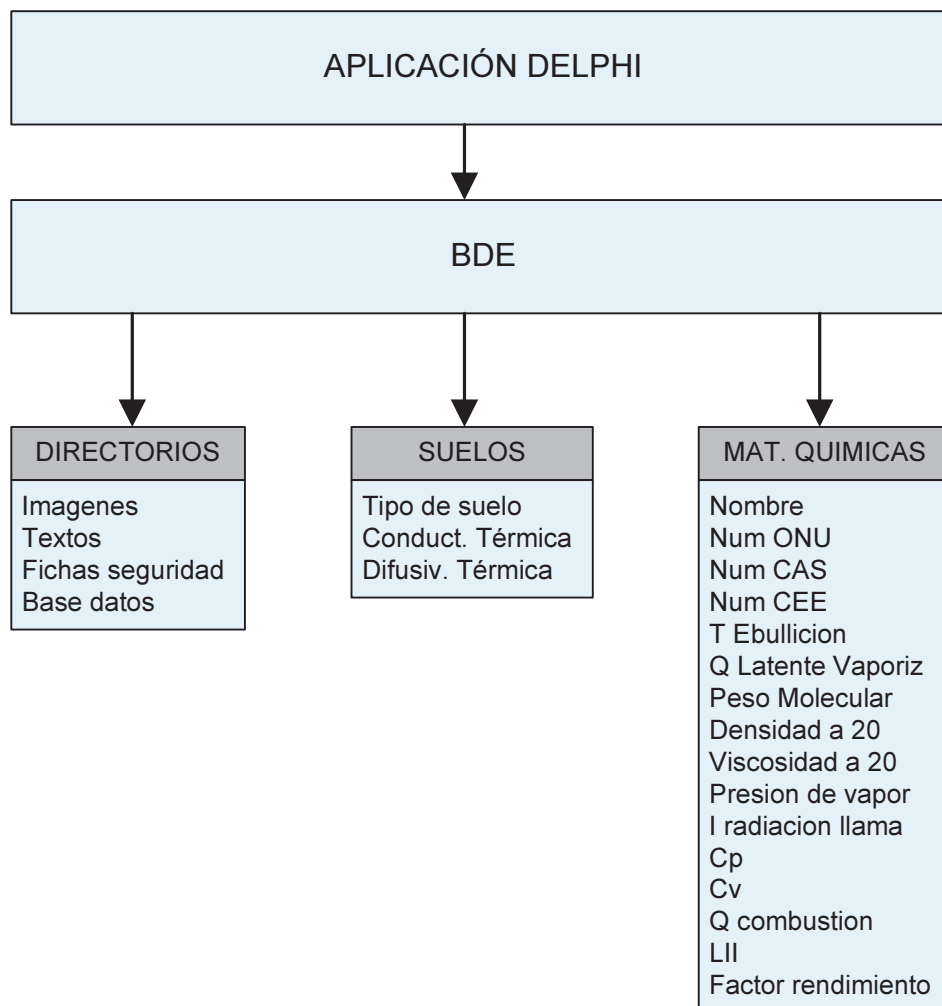 APLICACIÓN DELPHI
BDE
DIRECTORIOS
Imagenes
Textos
Fichas seguridad
Base datos
SUELOS
Tipo de suelo
Conduct. Térmica
Difusiv. Térmica
MAT. QUIMICAS
Nombre
Num ONU
Num CAS
Num CEE
T Ebullicion
Q Latente Vaporiz
Peso Molecular
Densidad a 20
Viscosidad a 20
Presion de vapor
I radiacion llama
Cp
Cv
Q combustion
LII
Factor rendimiento